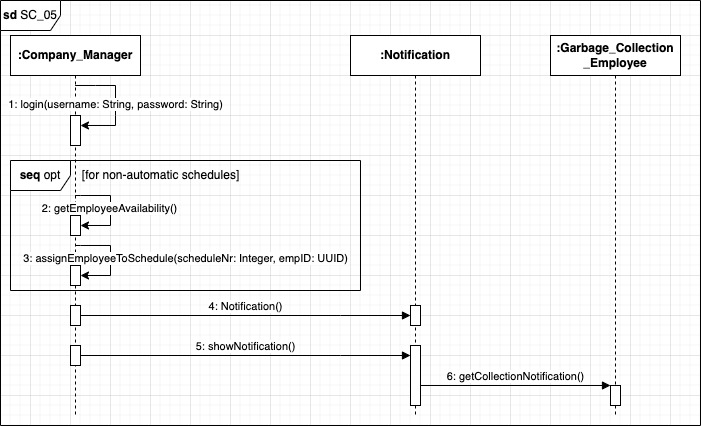 sd SC_05
:Company_Manager
:Notification
:Garbage_Collection
_Employee
1: login(username: String, password: String)
seq opt
[for non-automatic schedules]
2: getEmployeeAvailability()
3: assignEmployeeToSchedule(scheduleNr: Integer, empID: UUID)
4: Notification()
5: showNotification()
6: getCollectionNotification()